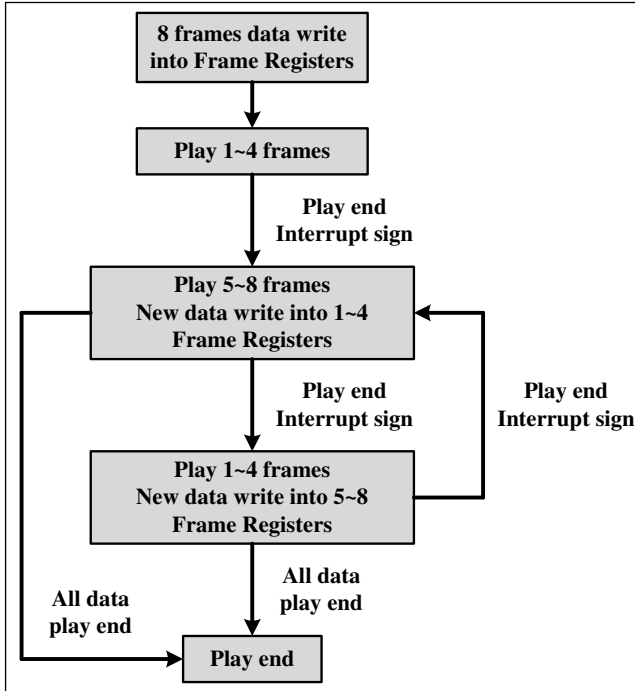 8 frames data write
into Frame Registers
Play 1~4 frames
Play end
Interrupt sign
Play 5~8 frames
New data write into 1~4
Frame Registers
Play end
Interrupt sign
Play end
Interrupt sign
Play 1~4 frames
New data write into 5~8
Frame Registers
All data
play end
All data
play end
Play end